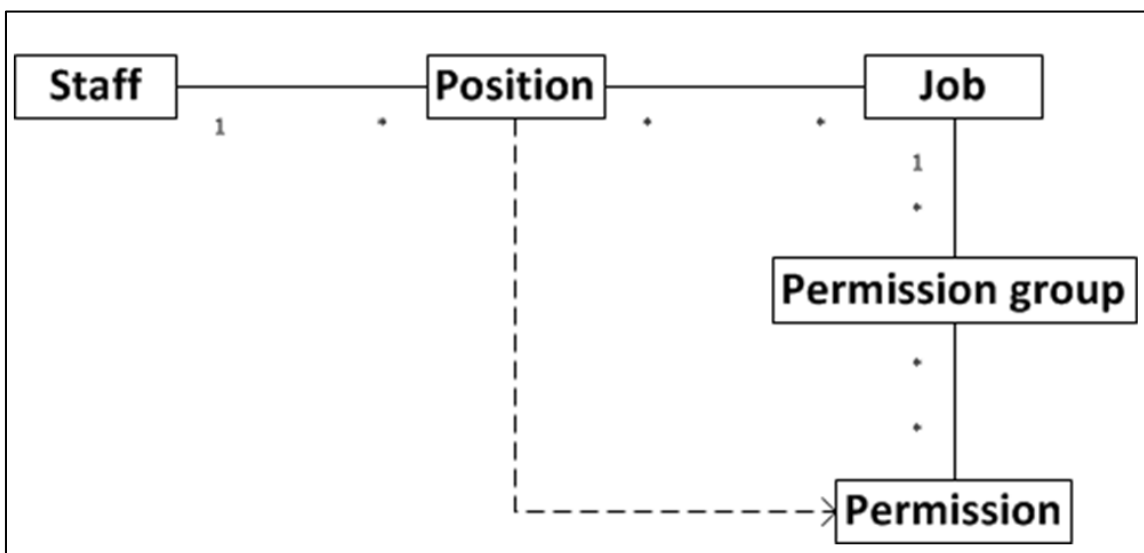 Staff
Position
Job
1
*
*
*
1
*
Permission group
*
*
Permission